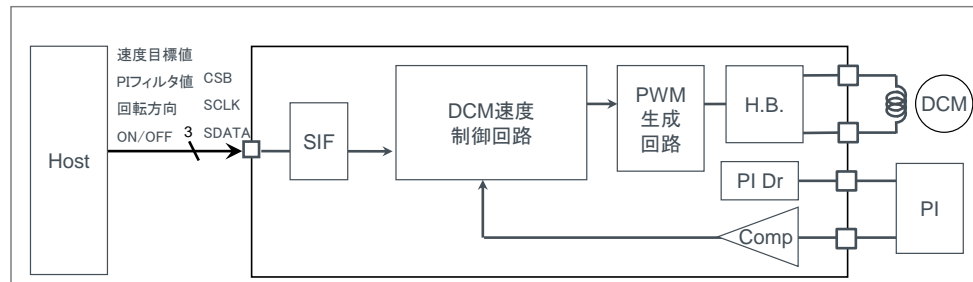 Host
速度目標値
PIフィルタ値
回転方向
ON/OFF
3
CSB
SCLK
SDATA
SIF
DCM速度
制御回路
PWM
生成
回路
H.B.
DCM
PI Dr
PI
Comp